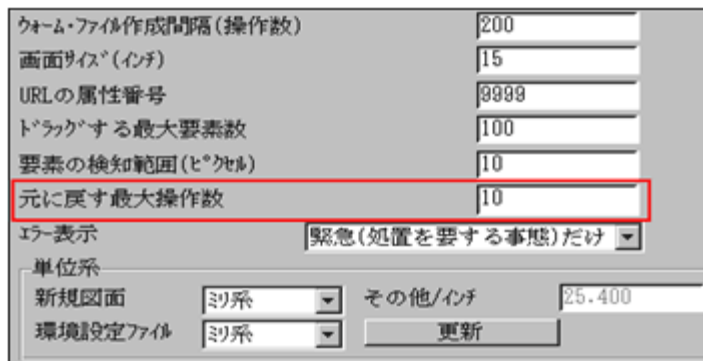 ウォーム・ファイル作成間隔(操作数) 200
画面サイズ(インチ) 15
URLの属性番号 9999
ドラッグする最大要素数 100
要素の検知範囲(ピクセル) 10
元に戻す最大操作数 10
エラー表示 緊急(処置を要する事態)だけ
単位系
新規図面 ミリ系 その他/インチ 25.400
環境設定ファイル ミリ系 更新